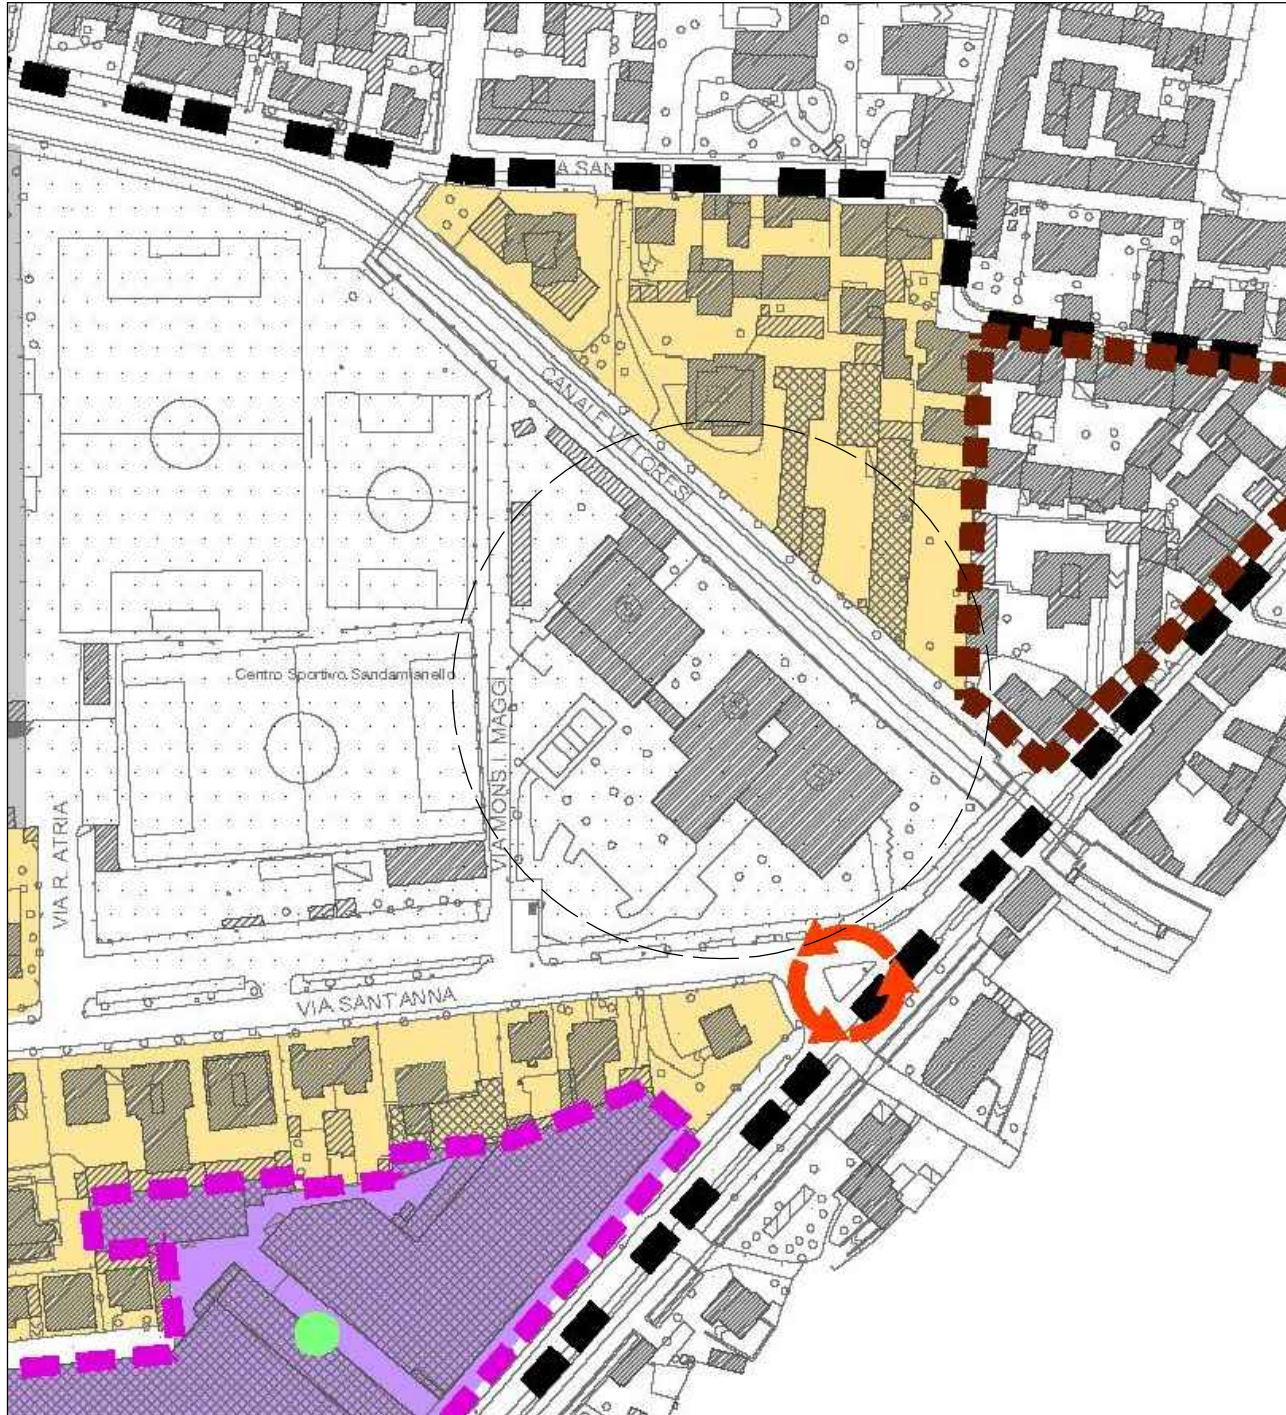 CANALE VILLORESI
Centro Sportivo Sandamianello
VIA MONS. I. MAGGI
VIA R. ATRIA
VIA SANT'ANNA